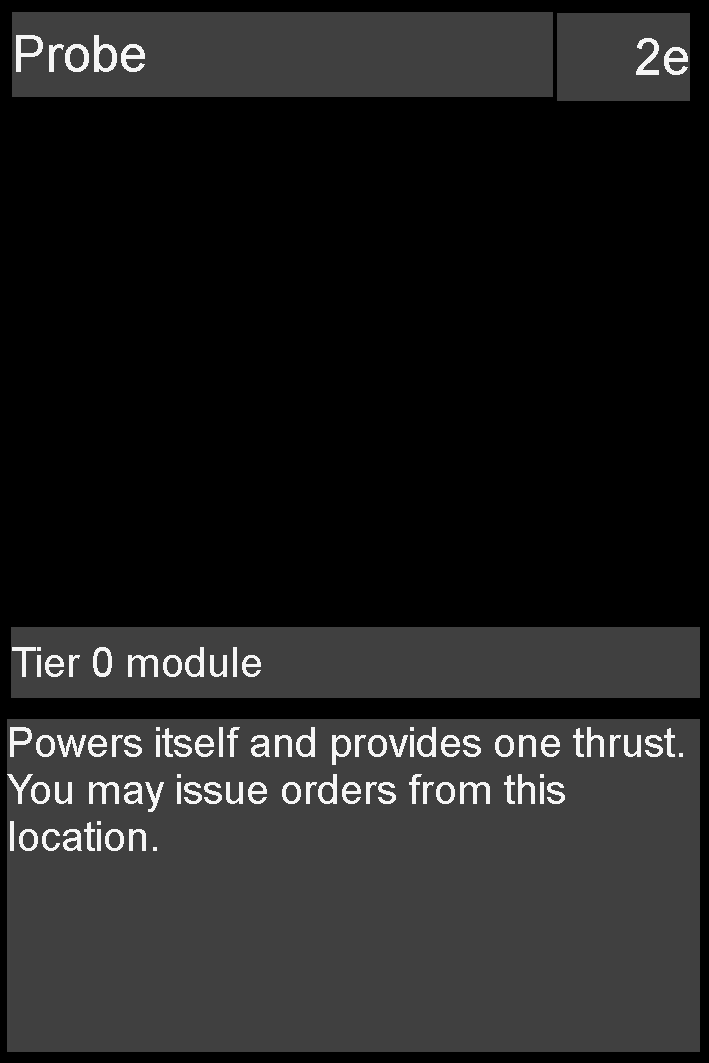 Probe
2e
Tier 0 module
Powers itself and provides one thrust.
You may issue orders from this
location.